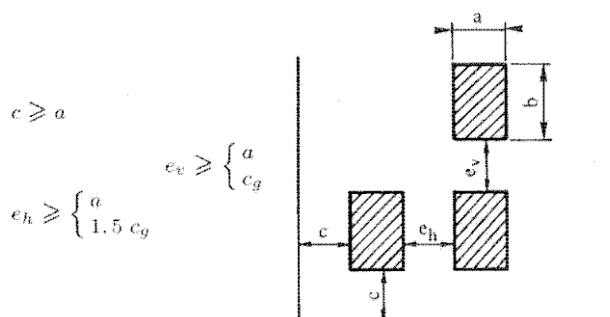 c ⩾ a
e_v ⩾ { a
c_g
e_h ⩾ { a
1.5 c_g
a
b
e_v
c
e_h
c